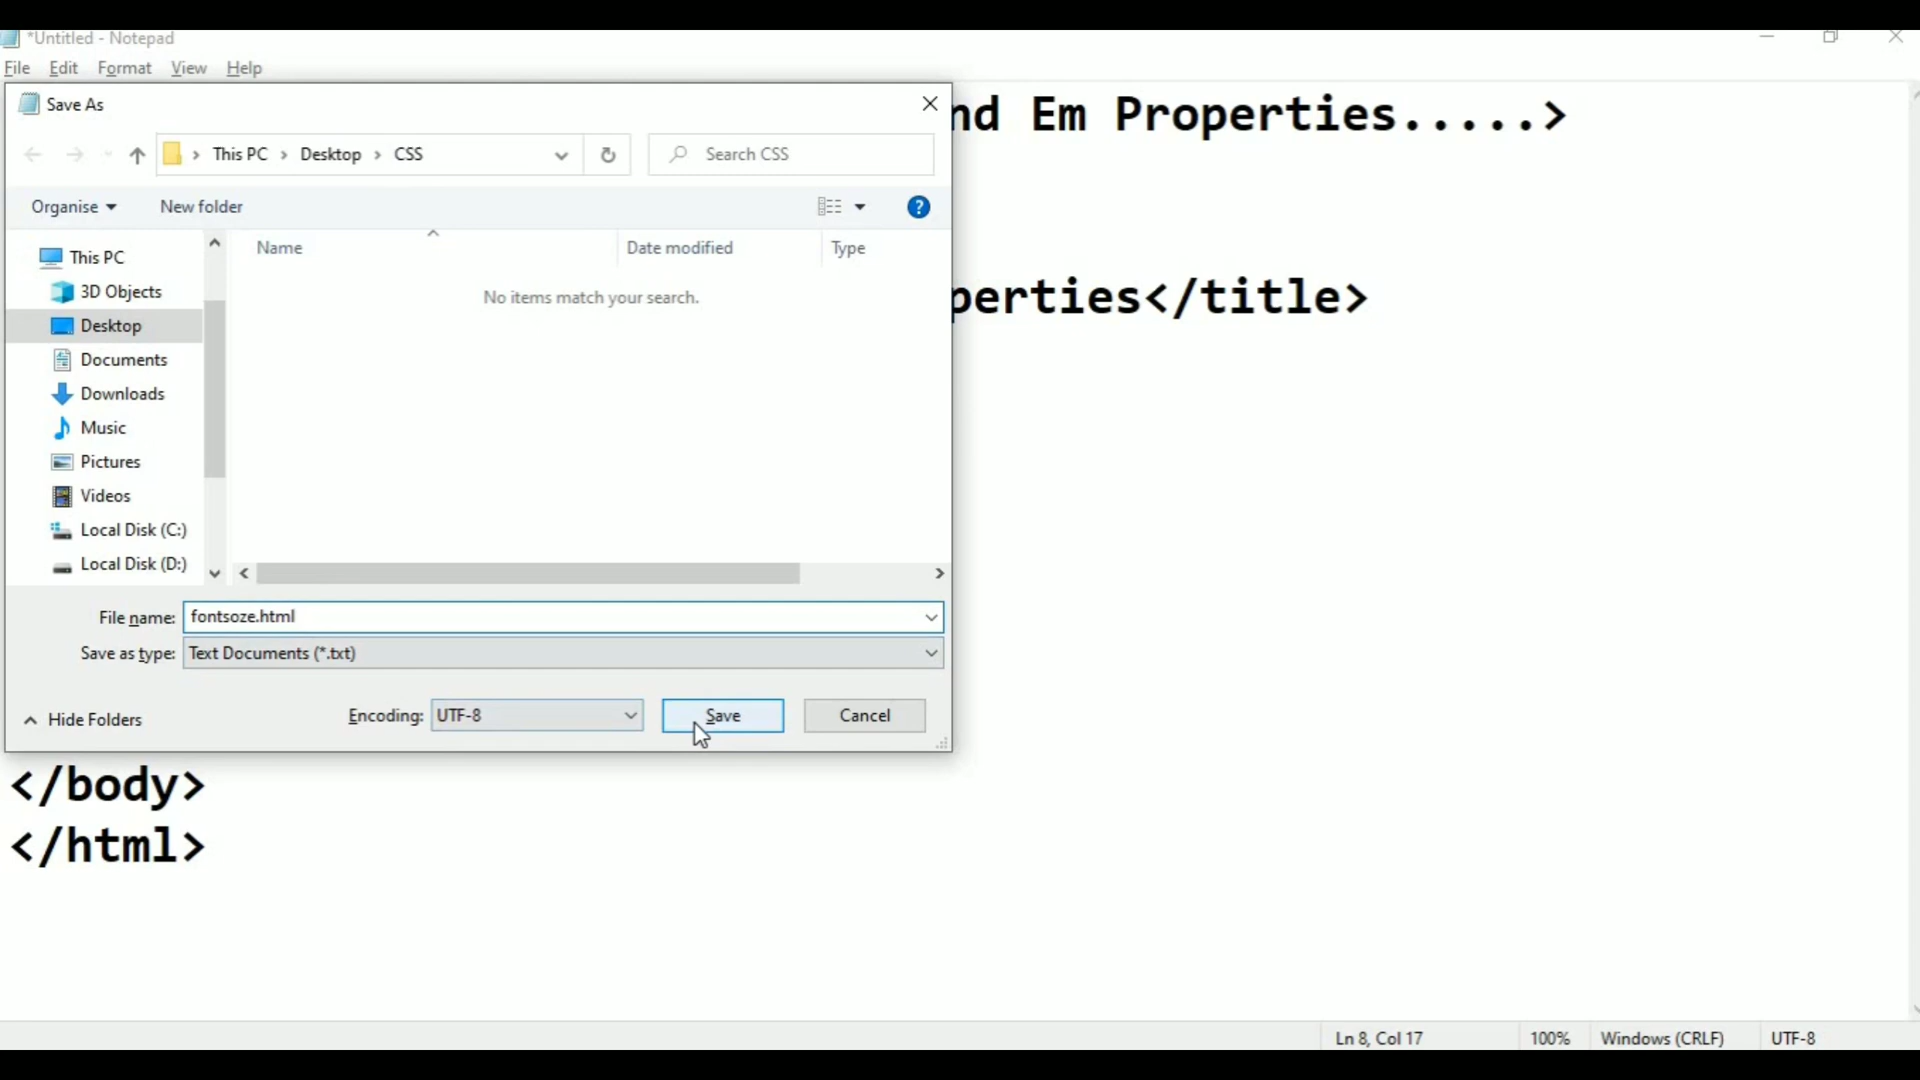 *Untitled - Notepad
File Edit Format View Help
Save As
nd Em Properties.....>
This PC › Desktop › CSS
Search CSS
Organise New folder
Name Date modified Type
This PC
No items match your search.
perties</title>
3D Objects
Desktop
Documents
Downloads
Music
Pictures
Videos
Local Disk (C:)
Local Disk (D:)
File name: fontsoze.html
Save as type: Text Documents (*.txt)
Hide Folders Encoding: UTF-8 Save Cancel
</body>
</html>
Ln 8, Col 17 100% Windows (CRLF) UTF-8